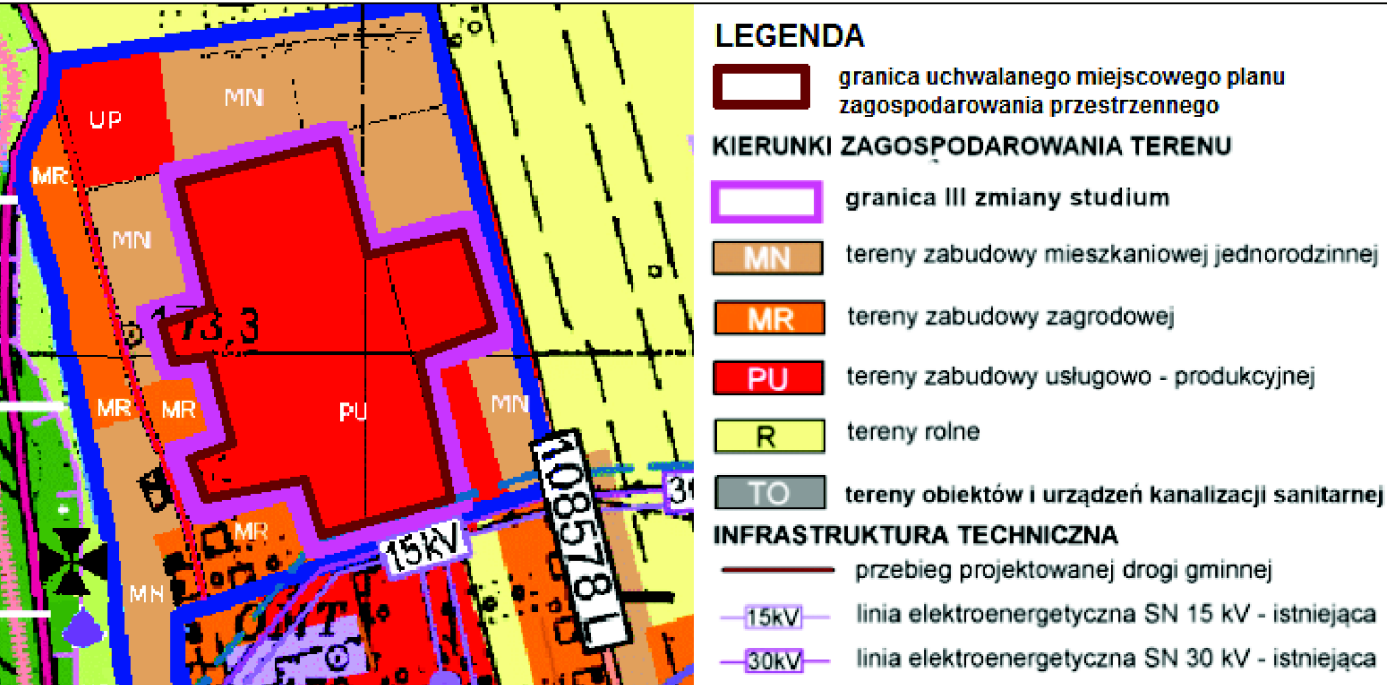 UP
MN
MR
MN
173,3
MR
MR
PU
MN
MR
MN
15kV
108578 L
OMT
LEGENDA
granica uchwalanego miejscowego planu
zagospodarowania przestrzennego
KIERUNKI ZAGOSPODAROWANIA TERENU
granica III zmiany studium
MN tereny zabudowy mieszkaniowej jednorodzinnej
MR tereny zabudowy zagrodowej
PU tereny zabudowy usługowo - produkcyjnej
R tereny rolne
TO tereny obiektów i urządzeń kanalizacji sanitarnej
INFRASTRUKTURA TECHNICZNA
przebieg projektowanej drogi gminnej
15kV linia elektroenergetyczna SN 15 kV - istniejąca
30kV linia elektroenergetyczna SN 30 kV - istniejąca